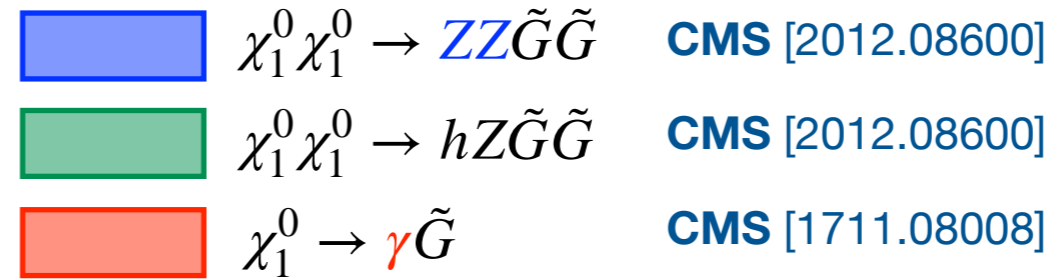 χ₁⁰χ₁⁰ → ZZG̃G̃ CMS [2012.08600]
χ₁⁰χ₁⁰ → hZG̃G̃ CMS [2012.08600]
χ₁⁰ → γG̃ CMS [1711.08008]